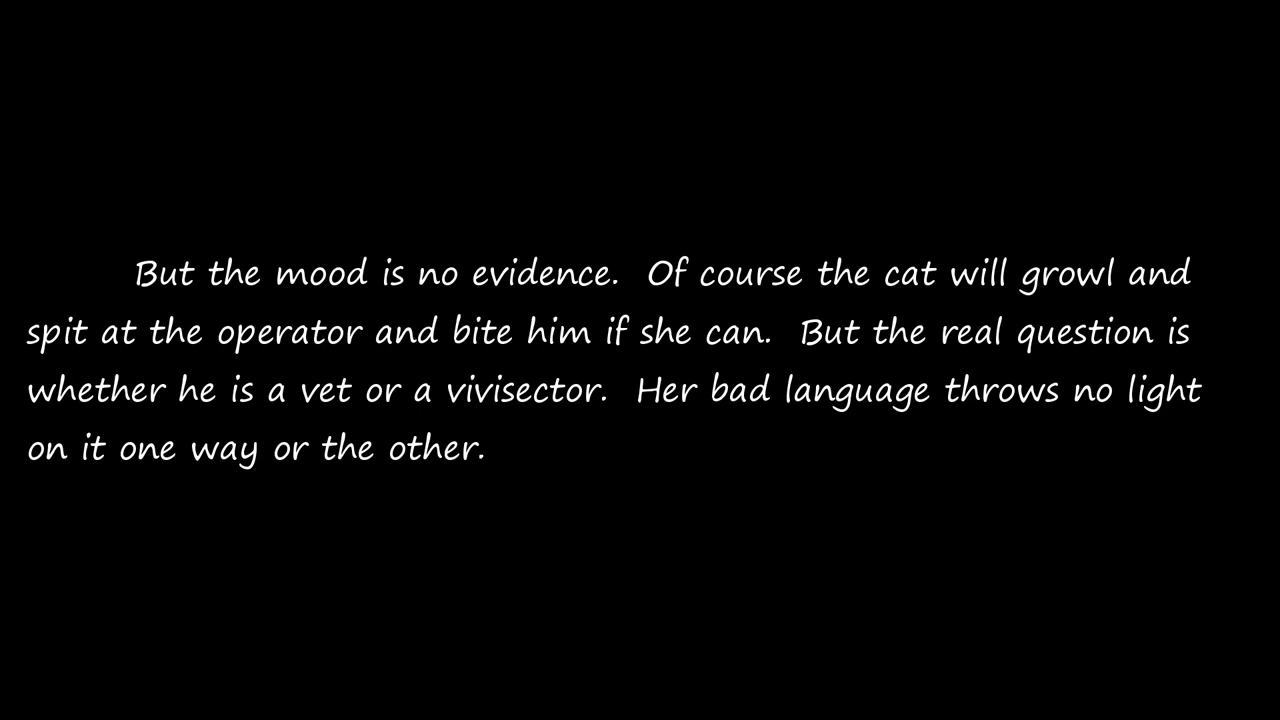 But the mood is no evidence.  Of course the cat will growl and
spit at the operator and bite him if she can.  But the real question is
whether he is a vet or a vivisector.  Her bad language throws no light
on it one way or the other.